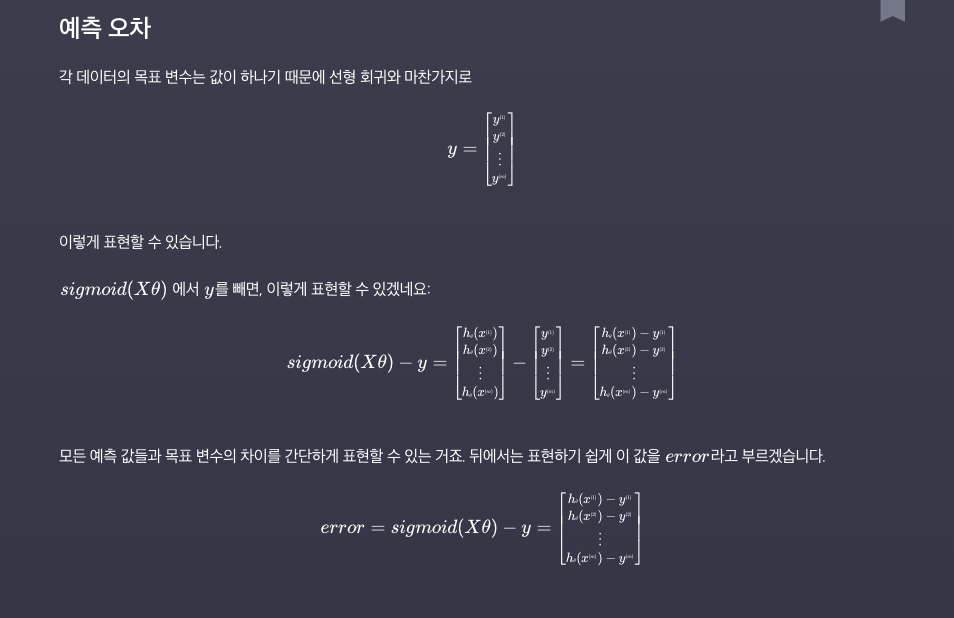 예측 오차
각 데이터의 목표 변수는 값이 하나기 때문에 선형 회귀와 마찬가지로
$y = \begin{bmatrix} y^{(1)} \\ y^{(2)} \\ \vdots \\ y^{(m)} \end{bmatrix}$
이렇게 표현할 수 있습니다.
$sigmoid(X\theta)$ 에서 $y$를 빼면, 이렇게 표현할 수 있겠네요:
$sigmoid(X\theta) - y = \begin{bmatrix} h_\theta(x^{(1)}) \\ h_\theta(x^{(2)}) \\ \vdots \\ h_\theta(x^{(m)}) \end{bmatrix} - \begin{bmatrix} y^{(1)} \\ y^{(2)} \\ \vdots \\ y^{(m)} \end{bmatrix} = \begin{bmatrix} h_\theta(x^{(1)}) - y^{(1)} \\ h_\theta(x^{(2)}) - y^{(2)} \\ \vdots \\ h_\theta(x^{(m)}) - y^{(m)} \end{bmatrix}$
모든 예측 값들과 목표 변수의 차이를 간단하게 표현할 수 있는 거죠. 뒤에서는 표현하기 쉽게 이 값을 $error$라고 부르겠습니다.
$error = sigmoid(X\theta) - y = \begin{bmatrix} h_\theta(x^{(1)}) - y^{(1)} \\ h_\theta(x^{(2)}) - y^{(2)} \\ \vdots \\ h_\theta(x^{(m)}) - y^{(m)} \end{bmatrix}$